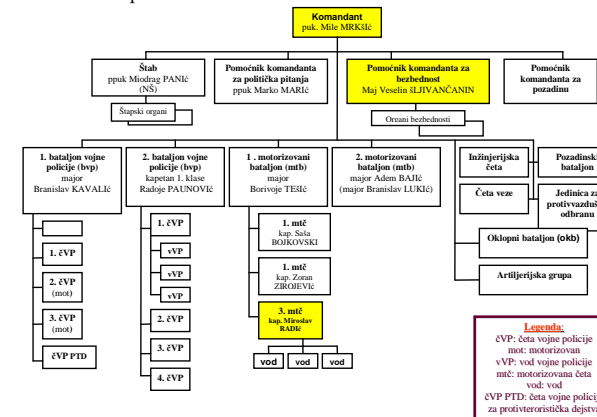 Komandant
puk. Mile MRKšIć
Štab
ppuk Miodrag PANIć
(NŠ)
Pomoćnik komandanta
za politička pitanja
ppuk Marko MARIć
Pomoćnik komandanta za
bezbednost
Maj Veselin šLJIVANČANIN
Pomoćnik
komandanta za
pozadinu
Štapski organi
Organi bezbednosti
1. bataljon vojne
policije (bvp)
major
Branislav KAVALIć
2. bataljon vojne
policije (bvp)
kapetan 1. klase
Radoje PAUNOVIć
1 . motorizovani
bataljon (mtb)
major
Borivoje TEšIć
2. motorizovani
bataljon (mtb)
major Adem BAJIć
(major Branislav LUKIć)
Inžinjerijska
četa
Pozadinski
bataljon
Četa veze
Jedinica za
odbranu
Oklopni bataljon (okb)
Artiljerijska grupa
1. čVP
2. čVP
(mot)
3. čVP
(mot)
čVP PTD
1. čVP
vVP
vVP
vVP
2. čVP
3. čVP
4. čVP
1. mtč
kap. Saša
BOJKOVSKI
1. mtč
kap. Zoran
ZIROJEVIć
3. mtč
kap. Miroslav
RADIć
vod
vod
vod
Legenda:
čVP: četa vojne policije
mot: motorizovan
vVP: vod vojne policije
mtč: motorizovana četa
vod: vod
čVP PTD: četa vojne
za protivteroristička dejstva